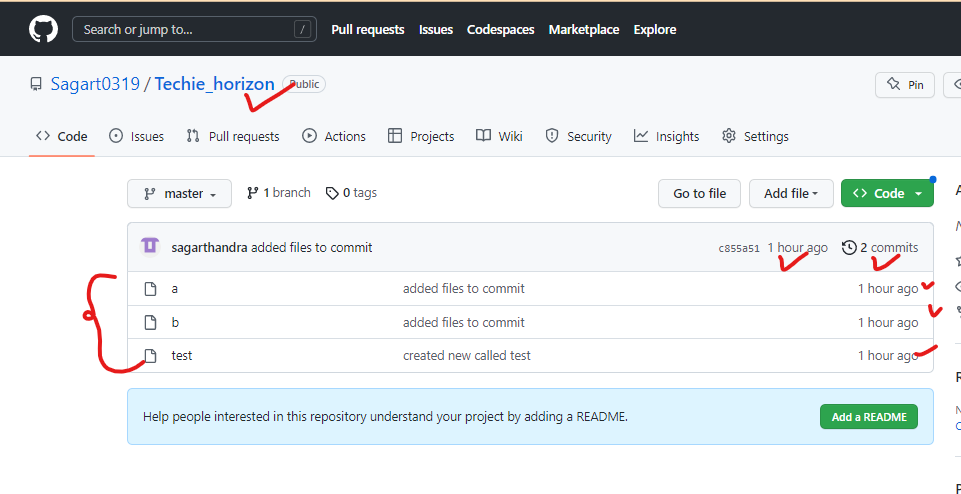 Search or jump to... /
Pull requests Issues Codespaces Marketplace Explore
Sagart0319 / Techie_horizon Public
Pin
Code Issues Pull requests Actions Projects Wiki Security Insights Settings
master 1 branch 0 tags Go to file Add file Code
sagarthandra added files to commit c855a51 1 hour ago 2 commits
a added files to commit 1 hour ago
b added files to commit 1 hour ago
test created new called test 1 hour ago
Help people interested in this repository understand your project by adding a README. Add a README